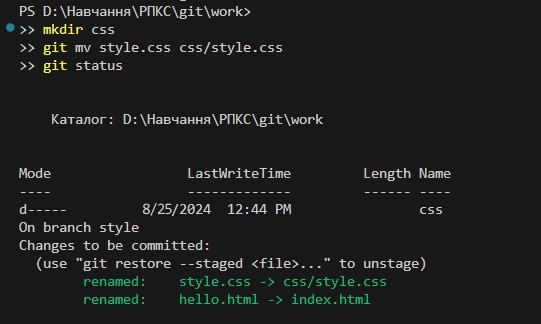 PS D:\Навчання\РПКС\git\work>
>> mkdir css
>> git mv style.css css/style.css
>> git status
Каталог: D:\Навчання\РПКС\git\work
Mode LastWriteTime Length Name
---- ------------- ------ ----
d----- 8/25/2024 12:44 PM css
On branch style
Changes to be committed:
(use "git restore --staged <file>..." to unstage)
renamed: style.css -> css/style.css
renamed: hello.html -> index.html